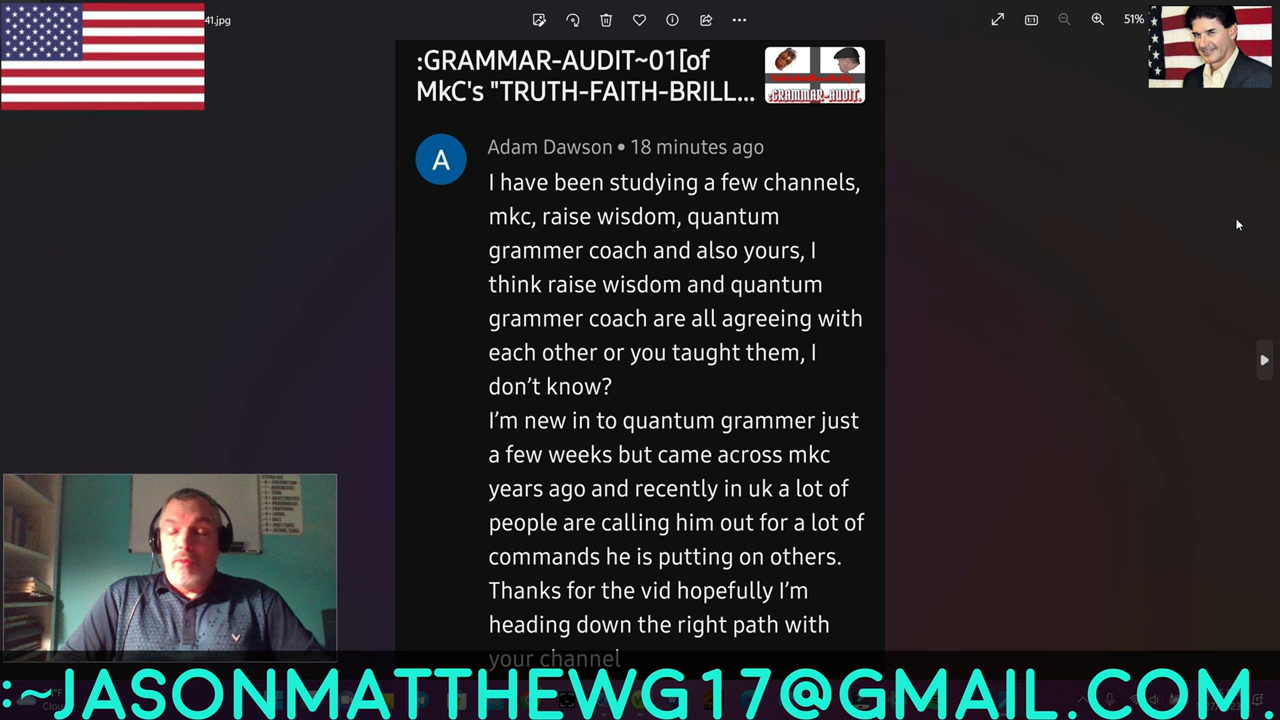 41.jpg
51%
:GRAMMAR-AUDIT~01[of
MkC's "TRUTH-FAITH-BRILL...
:GRAMMAR-AUDIT.
A
Adam Dawson • 18 minutes ago
I have been studying a few channels,
mkc, raise wisdom, quantum
grammer coach and also yours, I
think raise wisdom and quantum
grammer coach are all agreeing with
each other or you taught them, I
don't know?
I'm new in to quantum grammer just
a few weeks but came across mkc
years ago and recently in uk a lot of
people are calling him out for a lot of
commands he is putting on others.
Thanks for the vid hopefully I'm
heading down the right path with
your channel
:~JASONMATTHEWG17@GMAIL.COM.